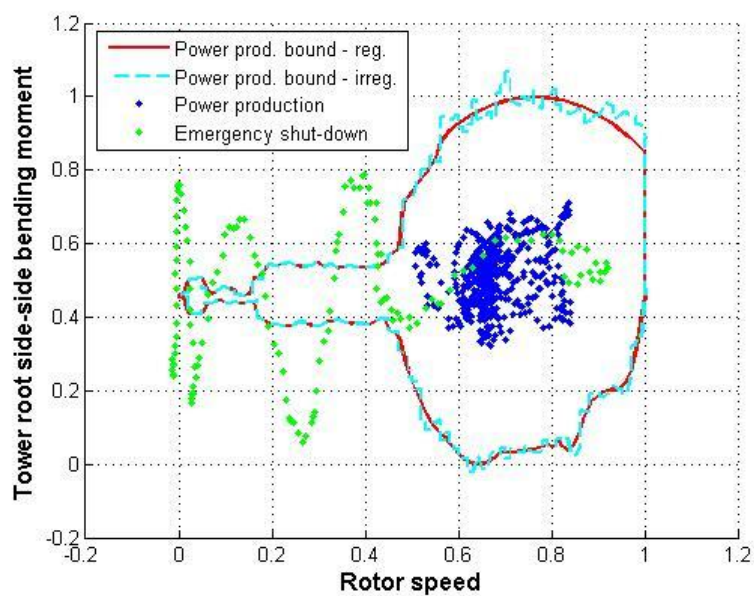 1.2
Power prod. bound - reg.
Power prod. bound - irreg.
Power production
Emergency shut-down
1
0.8
0.6
0.4
0.2
0
-0.2
Tower root side-side bending moment
-0.2 0 0.2 0.4 0.6 0.8 1 1.2
Rotor speed